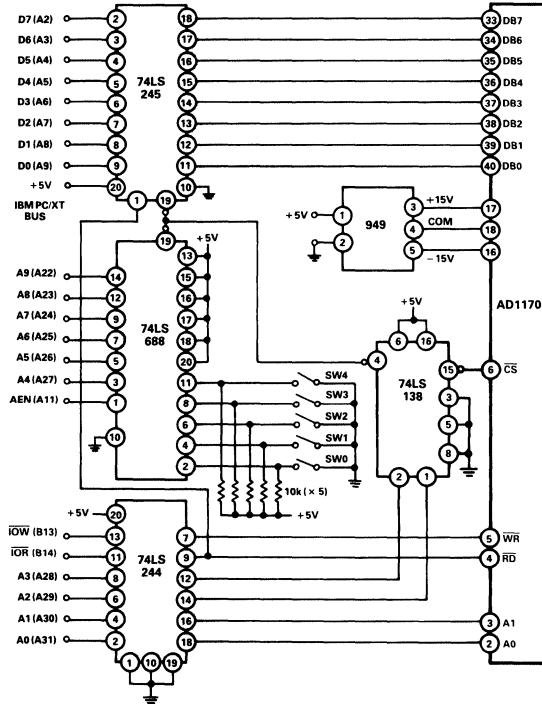 D7 (A2) 2 18 33 DB7
D6 (A3) 3 17 34 DB6
D5 (A4) 4 16 35 DB5
D4 (A5) 5 74LS 15 36 DB4
D3 (A6) 6 245 14 37 DB3
D2 (A7) 7 13 38 DB2
D1 (A8) 8 12 39 DB1
D0 (A9) 9 11 40 DB0
+5V 20 1 19 10
IBM PC/XT
BUS
+5V 1 949 3 +15V 17
4 COM 18
2 5 −15V 16
AD1170
19
+5V
13
A9 (A22) 14 15
A8 (A23) 12 16
A7 (A24) 9 74LS 17
A6 (A25) 7 688 18
A5 (A26) 5 20
A4 (A27) 3 11 SW4
AEN (A11) 1 8 SW3
6 SW2
10 4 SW1
2 SW0
10k (× 5)
+5V
+5V
6 16
4 15 6 CS
74LS 3
138 5
8
2 1
+5V 20
IOW (B13) 13 7 5 WR
IOR (B14) 11 74LS 9 4 RD
A3 (A28) 8 244 12
A2 (A29) 6 14
A1 (A30) 4 16 3 A1
A0 (A31) 2 18 2 A0
1 10 19